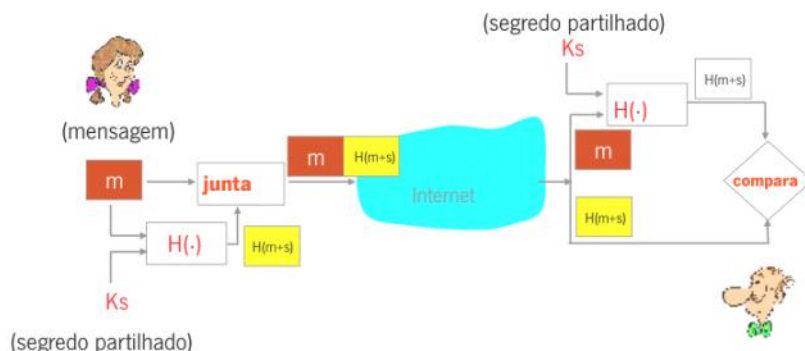 (mensagem)
m
junta
H(·)
H(m+s)
Ks
(segredo partilhado)
m
H(m+s)
Internet
(segredo partilhado)
Ks
H(·)
H(m+s)
m
H(m+s)
compara